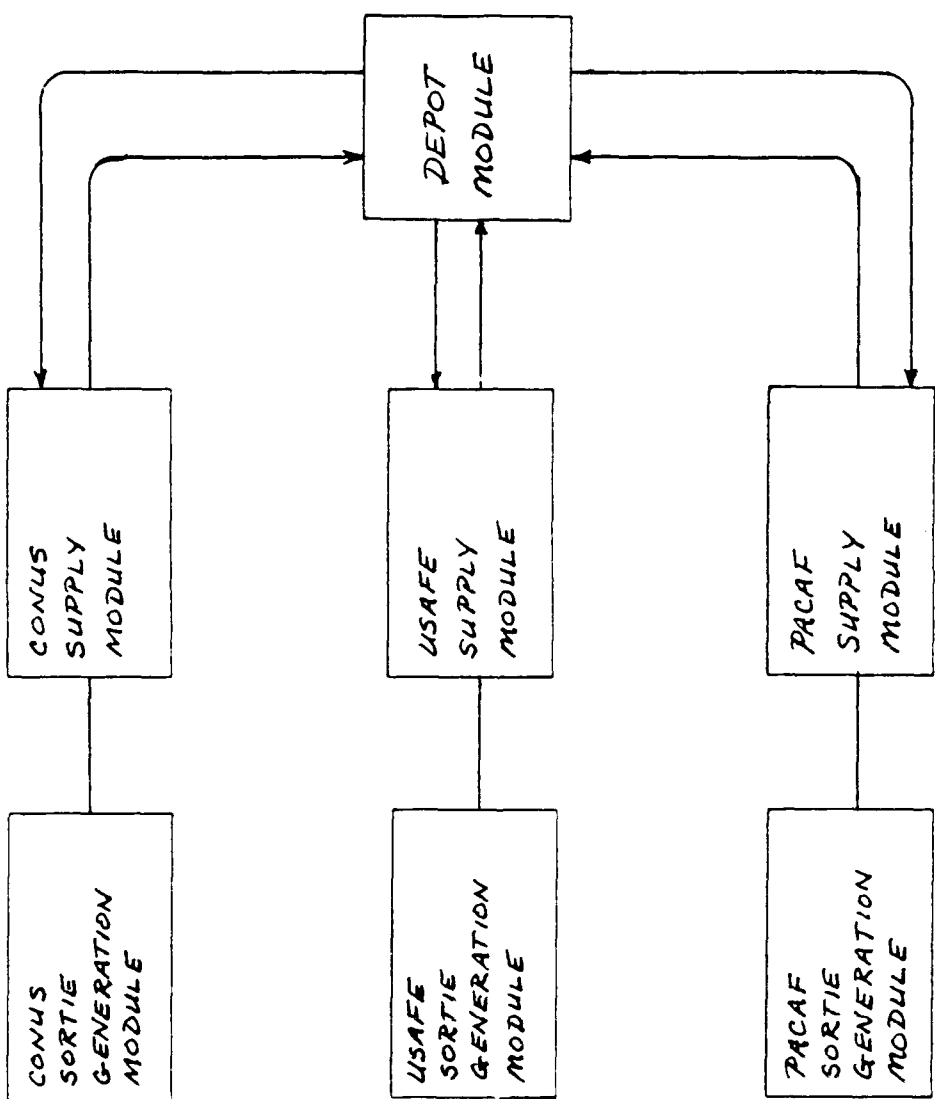 DEPOT
MODULE
CONUS
SUPPLY
MODULE
USAFE
SUPPLY
MODULE
PACAF
SUPPLY
MODULE
CONUS
SORTIE
GENERATION
MODULE
USAFE
SORTIE
GENERATION
MODULE
PACAF
SORTIE
GENERATION
MODULE